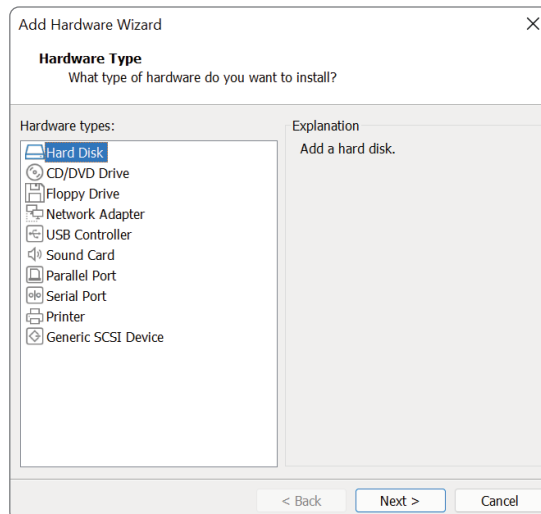 Add Hardware Wizard
Hardware Type
What type of hardware do you want to install?
Hardware types:
Hard Disk
CD/DVD Drive
Floppy Drive
Network Adapter
USB Controller
Sound Card
Parallel Port
Serial Port
Printer
Generic SCSI Device
Explanation
Add a hard disk.
< Back
Next >
Cancel